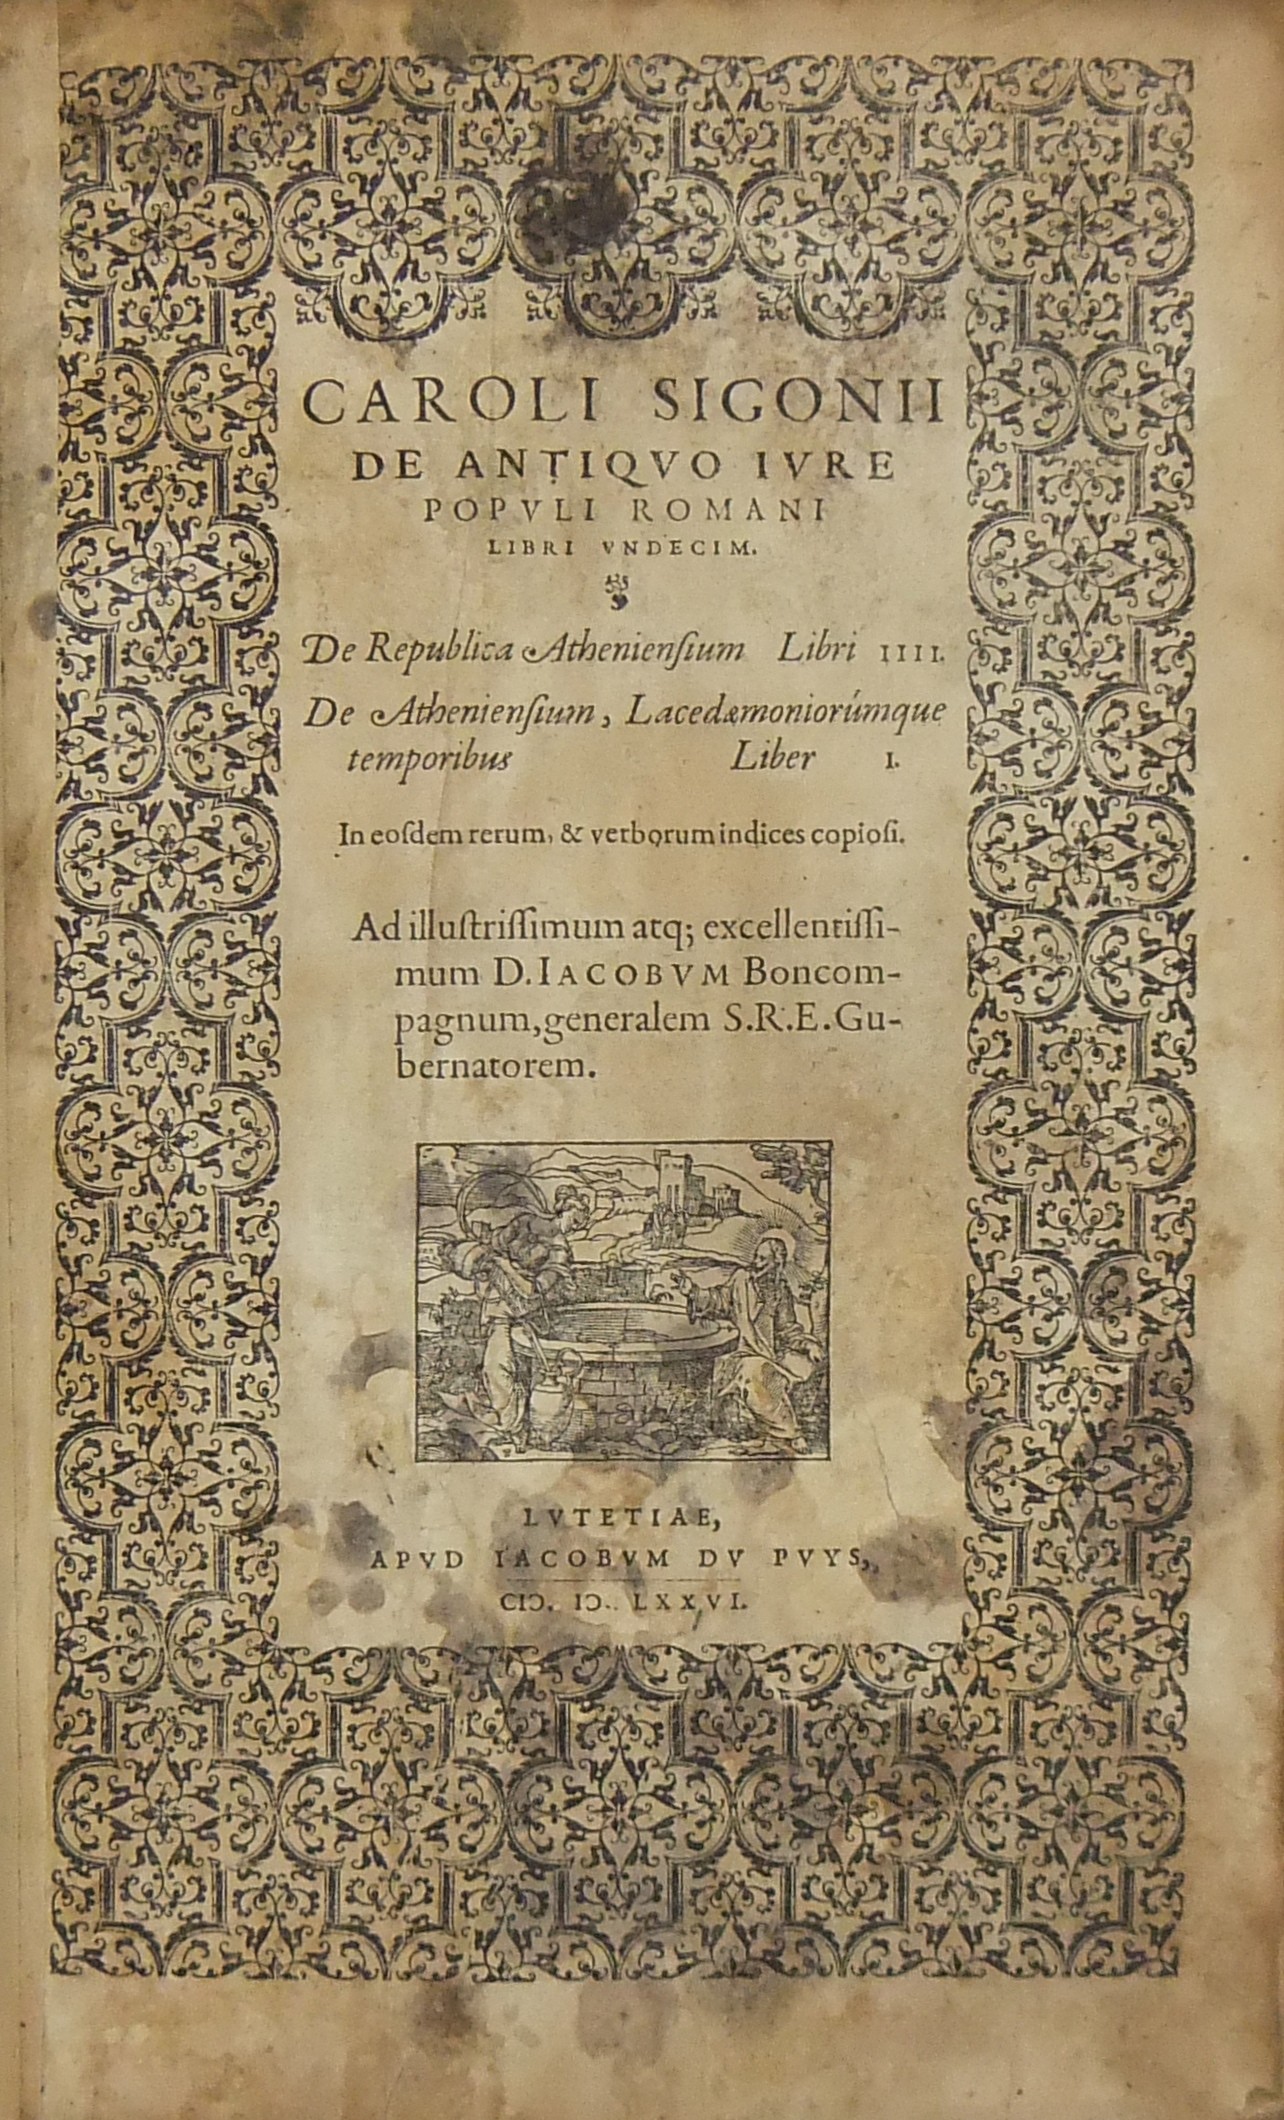 CAROLI SIGONII
DE ANTIQVO IVRE
POPVLI ROMANI
LIBRI VNDECIM.
De Republica Athenienſium Libri IIII.
De Athenienſium, Lacedæmoniorúmque
temporibus Liber I.
In eoſdem rerum, & verborum indices copioſi.
Ad illuſtriſſimum atq; excellentiſſi-
mum D. IACOBVM Boncom-
pagnum, generalem S.R.E. Gu-
bernatorem.
LVTETIAE,
APVD IACOBVM DV PVYS,
CIↃ. IↃ. LXXVI.